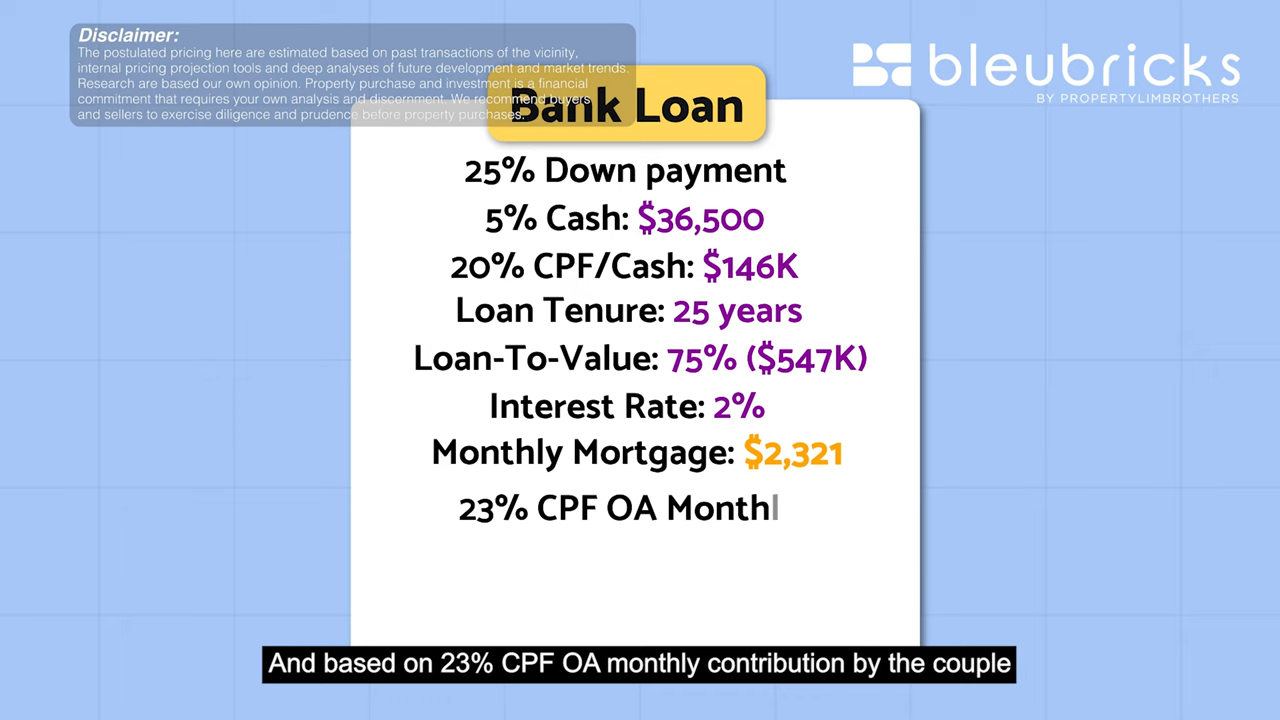 Disclaimer:
The postulated pricing here are estimated based on past transactions of the vicinity,
internal pricing projection tools and deep analyses of future development and market trends.
Research are based our own opinion. Property purchase and investment is a financial
commitment that requires your own analysis and discernment. We recommend buyers
and sellers to exercise diligence and prudence before property purchases.
bleubricks
BY PROPERTYLIMBROTHERS
Bank Loan
25% Down payment
5% Cash: $36,500
20% CPF/Cash: $146K
Loan Tenure: 25 years
Loan-To-Value: 75% ($547K)
Interest Rate: 2%
Monthly Mortgage: $2,321
23% CPF OA Monthl
And based on 23% CPF OA monthly contribution by the couple